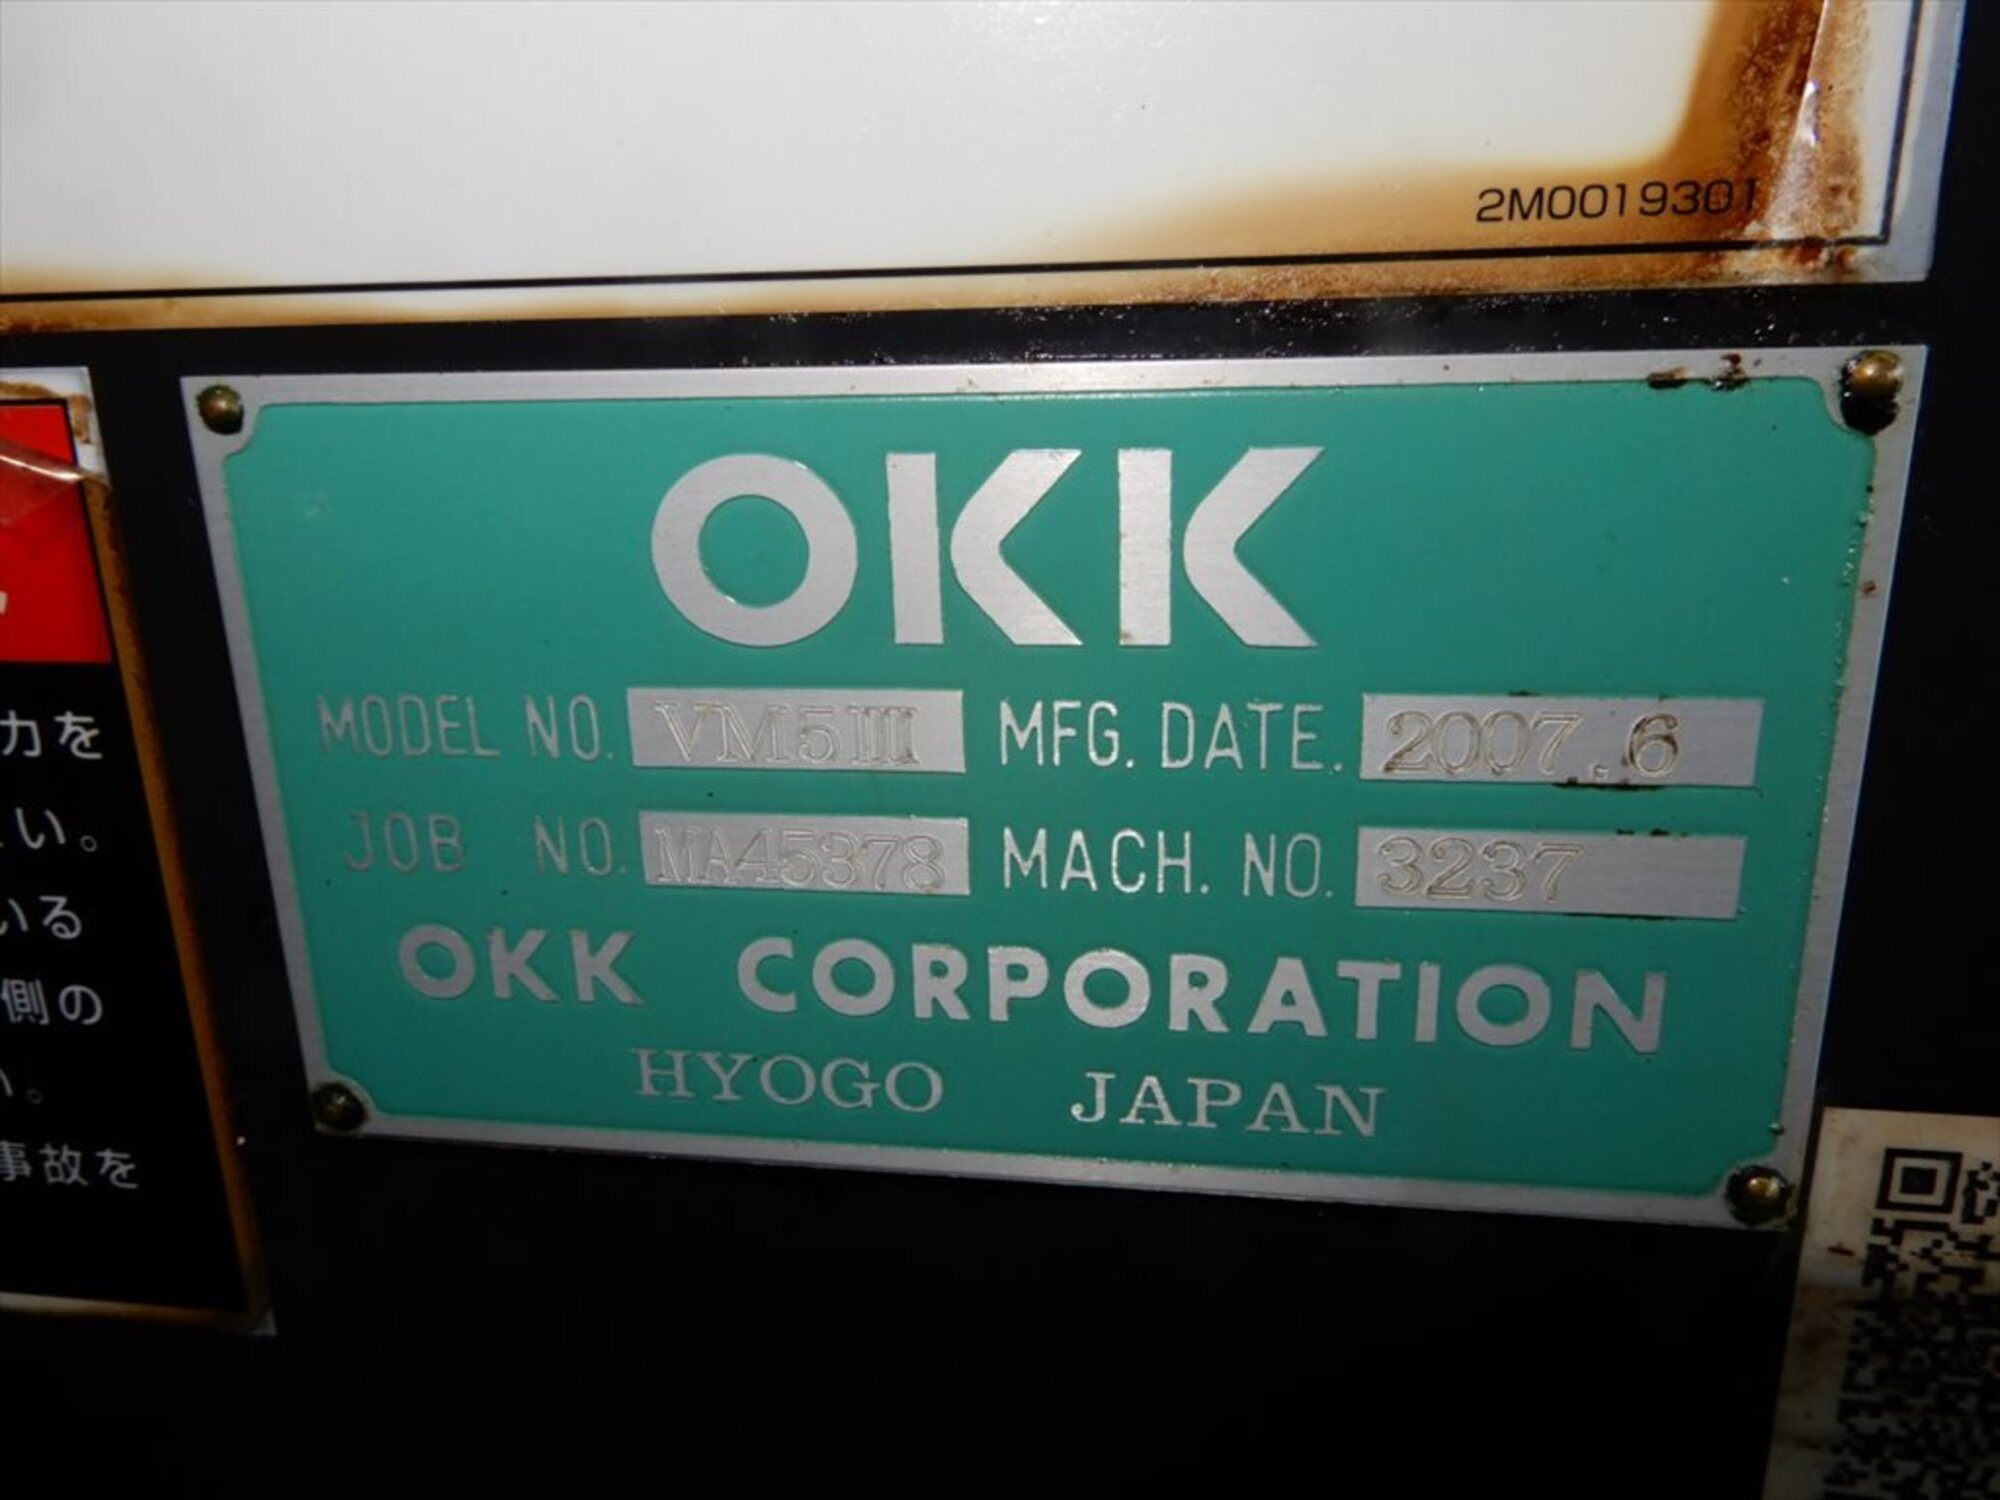 2M0019301
OKK
MODEL NO. VM5III MFG. DATE. 2007.6
JOB NO. MA45378 MACH. NO. 3237
OKK CORPORATION
HYOGO JAPAN
力を
い。
いる
側の
い。
事故を